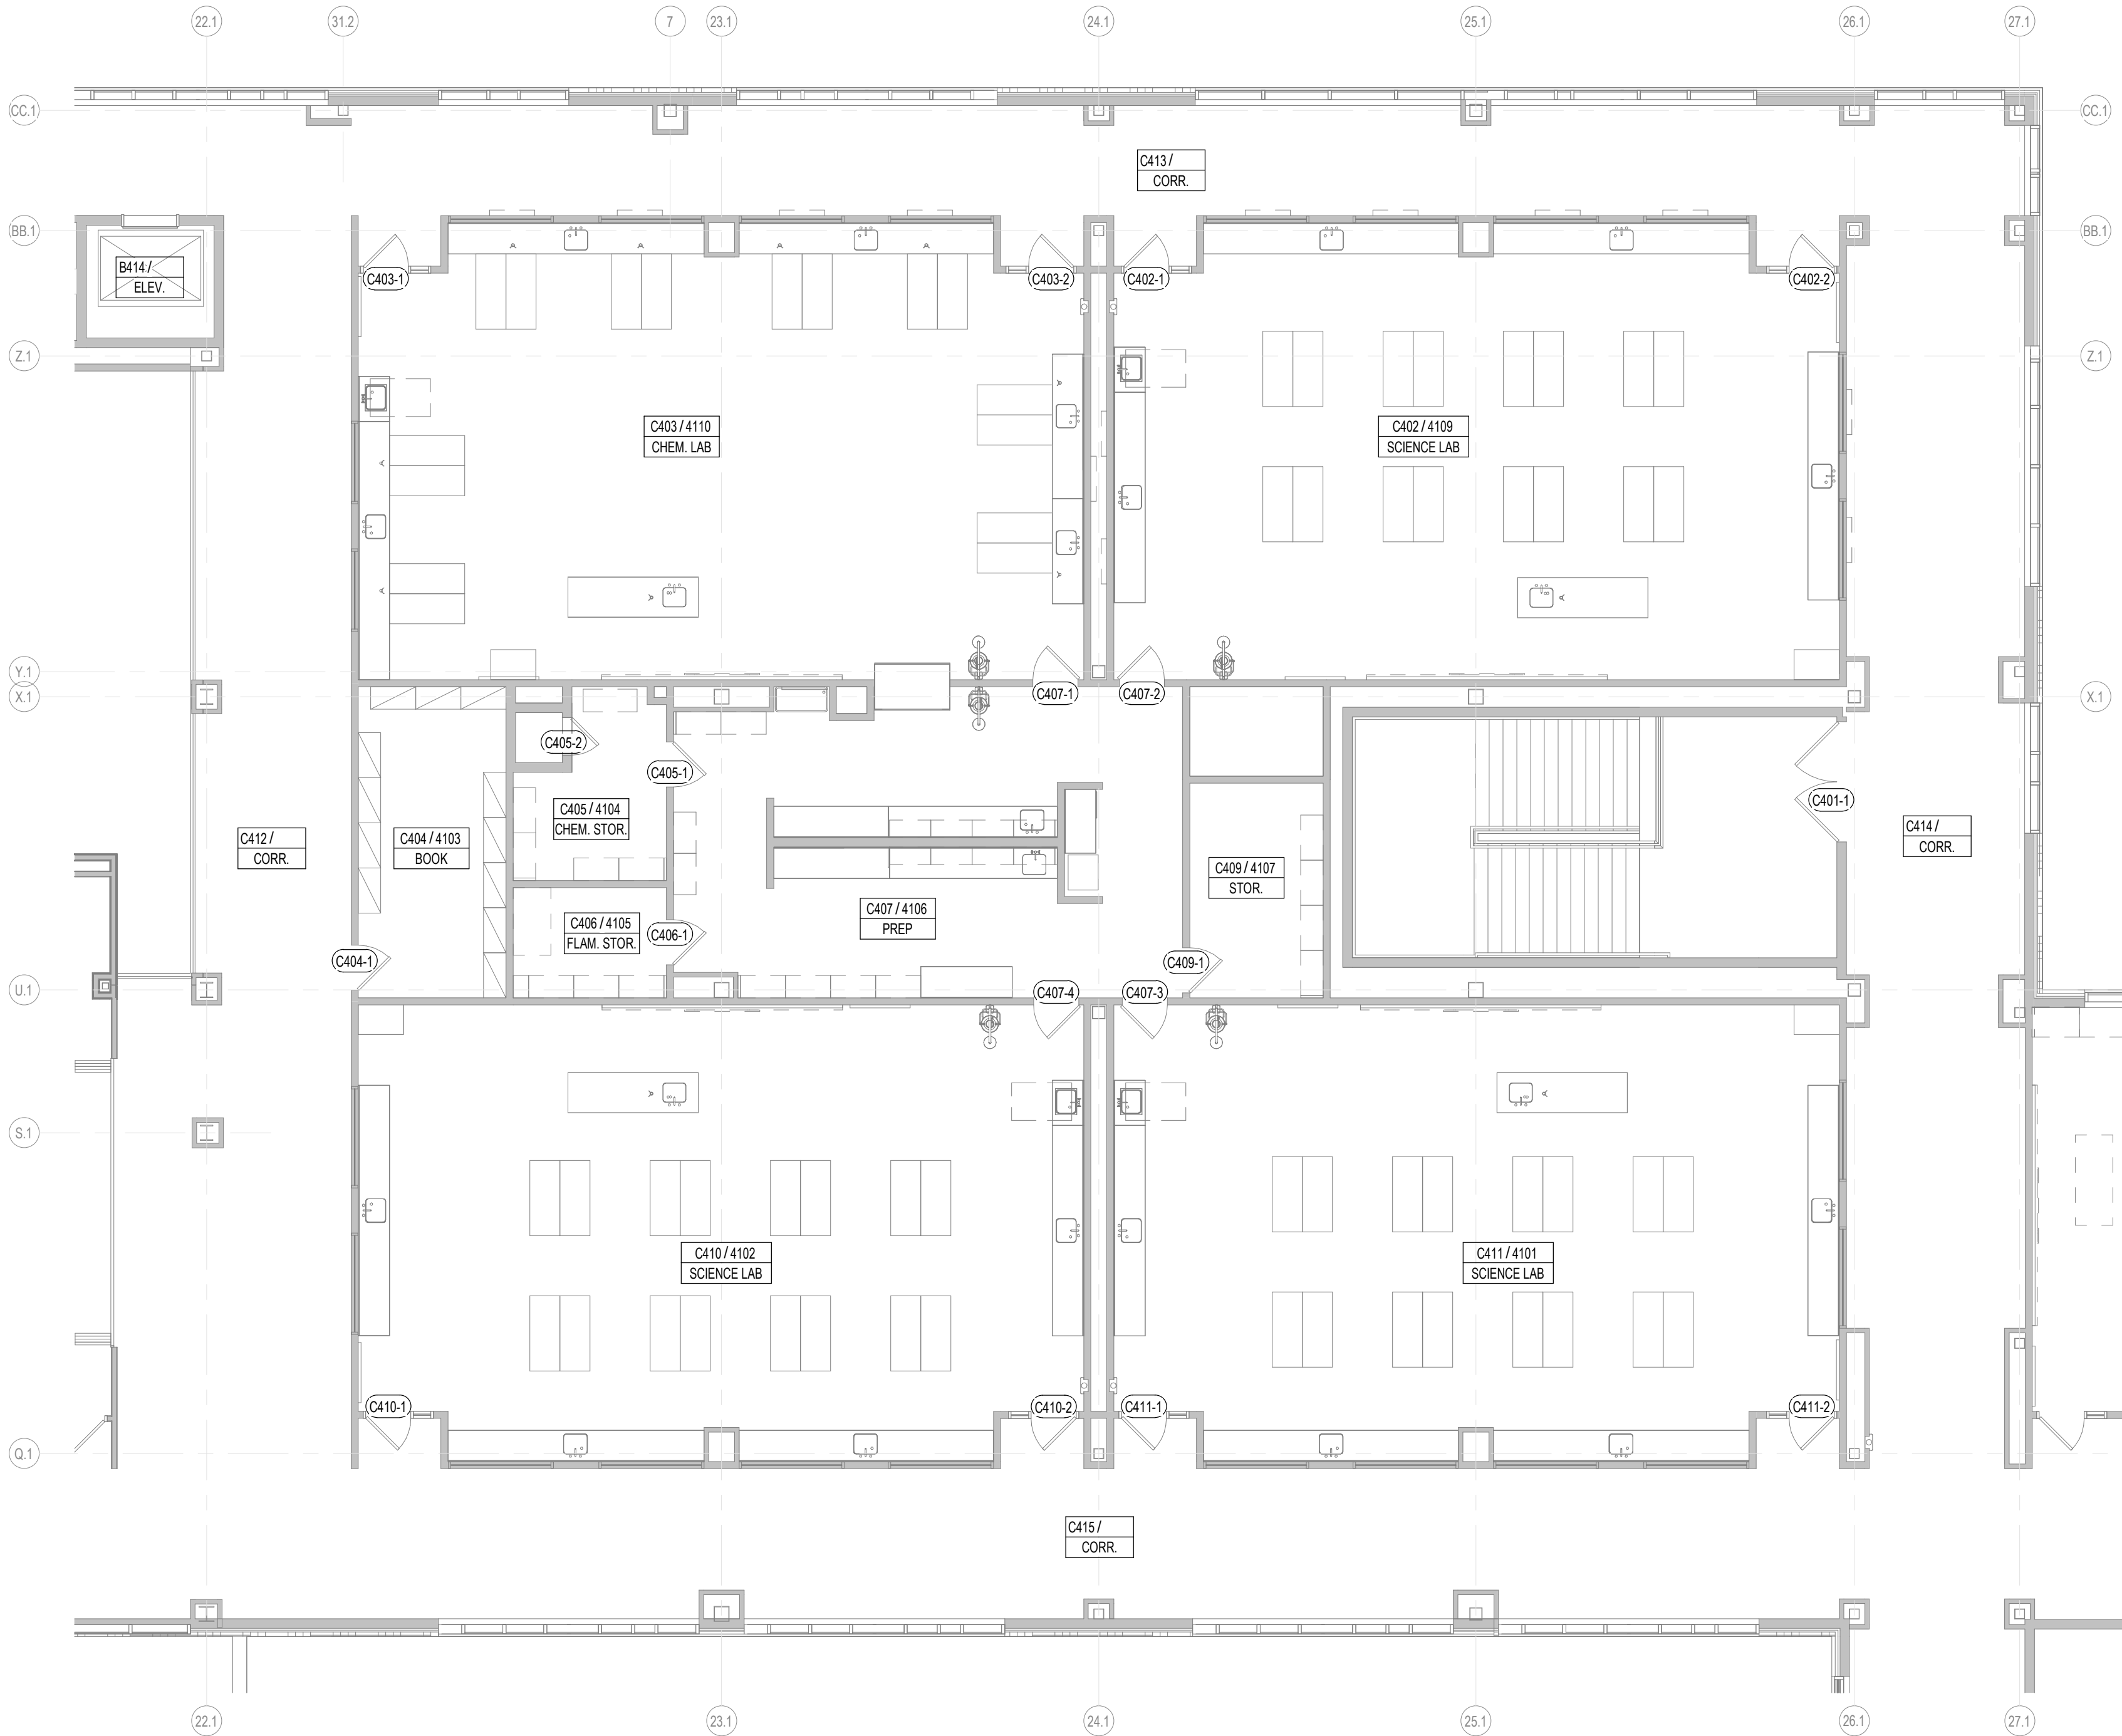 22.1
31.2
7
23.1
24.1
25.1
26.1
27.1
CC.1
CC.1
C413 /
CORR.
BB.1
BB.1
B414 /
ELEV.
C403-1
C403-2
C402-1
C402-2
Z.1
Z.1
C403 / 4110
CHEM. LAB
C402 / 4109
SCIENCE LAB
Y.1
X.1
X.1
C407-1
C407-2
C405-2
C405-1
C401-1
C405 / 4104
CHEM. STOR.
C412 /
CORR.
C404 / 4103
BOOK
C414 /
CORR.
C409 / 4107
STOR.
C407 / 4106
PREP
C406 / 4105
FLAM. STOR.
C406-1
C404-1
C409-1
U.1
C407-4
C407-3
S.1
C410 / 4102
SCIENCE LAB
C411 / 4101
SCIENCE LAB
C410-1
C410-2
C411-1
C411-2
Q.1
C415 /
CORR.
22.1
23.1
24.1
25.1
26.1
27.1